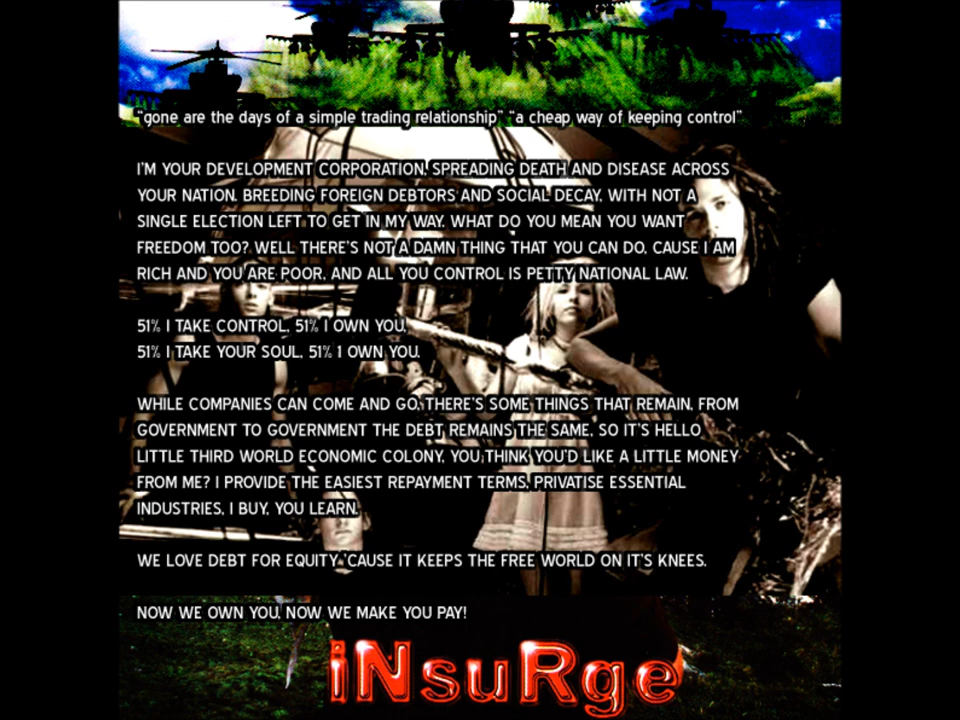 “gone are the days of a simple trading relationship” “a cheap way of keeping control”
I'M YOUR DEVELOPMENT CORPORATION, SPREADING DEATH AND DISEASE ACROSS
YOUR NATION. BREEDING FOREIGN DEBTORS AND SOCIAL DECAY, WITH NOT A
SINGLE ELECTION LEFT TO GET IN MY WAY. WHAT DO YOU MEAN YOU WANT
FREEDOM TOO? WELL THERE'S NOT A DAMN THING THAT YOU CAN DO, CAUSE I AM
RICH AND YOU ARE POOR, AND ALL YOU CONTROL IS PETTY NATIONAL LAW.
51% I TAKE CONTROL, 51% I OWN YOU,
51% I TAKE YOUR SOUL, 51% 1 OWN YOU.
WHILE COMPANIES CAN COME AND GO, THERE'S SOME THINGS THAT REMAIN, FROM
GOVERNMENT TO GOVERNMENT THE DEBT REMAINS THE SAME, SO IT'S HELLO
LITTLE THIRD WORLD ECONOMIC COLONY, YOU THINK YOU'D LIKE A LITTLE MONEY
FROM ME? I PROVIDE THE EASIEST REPAYMENT TERMS, PRIVATISE ESSENTIAL
INDUSTRIES, I BUY, YOU LEARN.
WE LOVE DEBT FOR EQUITY 'CAUSE IT KEEPS THE FREE WORLD ON IT'S KNEES.
NOW WE OWN YOU, NOW WE MAKE YOU PAY!
iNsuRge